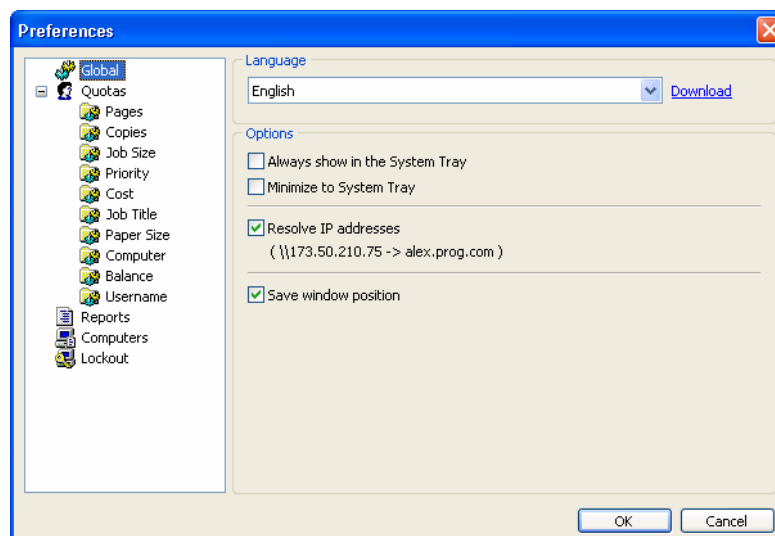 Preferences
Global
Quotas
Pages
Copies
Job Size
Priority
Cost
Job Title
Paper Size
Computer
Balance
Username
Reports
Computers
Lockout
Language
English
Download
Options
Always show in the System Tray
Minimize to System Tray
Resolve IP addresses
( \\173.50.210.75 -> alex.prog.com )
Save window position
OK
Cancel